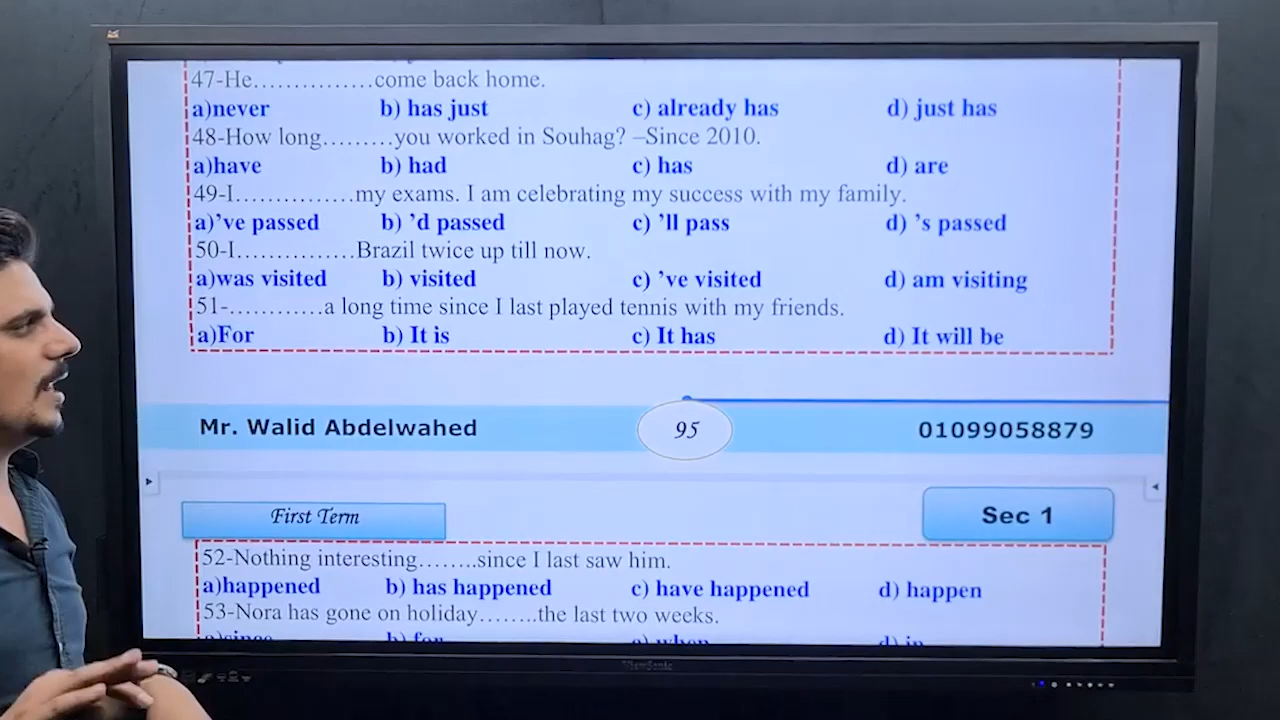 47-He...............come back home.
a)never b) has just c) already has d) just has
48-How long.........you worked in Souhag? –Since 2010.
a)have b) had c) has d) are
49-I...............my exams. I am celebrating my success with my family.
a)’ve passed b) ’d passed c) ’ll pass d) ’s passed
50-I...............Brazil twice up till now.
a)was visited b) visited c) ’ve visited d) am visiting
51-............a long time since I last played tennis with my friends.
a)For b) It is c) It has d) It will be
Mr. Walid Abdelwahed 95 01099058879
First Term Sec 1
52-Nothing interesting........since I last saw him.
a)happened b) has happened c) have happened d) happen
53-Nora has gone on holiday........the last two weeks.
a)since b) for c) when d) in
ViewSonic